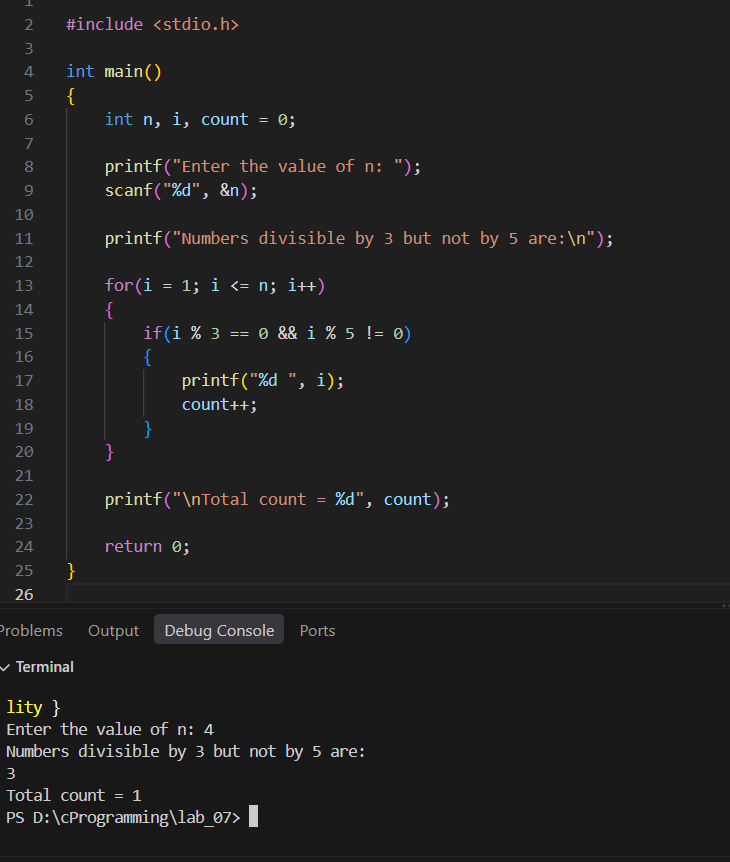 1
2 #include <stdio.h>
3
4 int main()
5 {
6     int n, i, count = 0;
7
8     printf("Enter the value of n: ");
9     scanf("%d", &n);
10
11     printf("Numbers divisible by 3 but not by 5 are:\n");
12
13     for(i = 1; i <= n; i++)
14     {
15         if(i % 3 == 0 && i % 5 != 0)
16         {
17             printf("%d ", i);
18             count++;
19         }
20     }
21
22     printf("\nTotal count = %d", count);
23
24     return 0;
25 }
26
Problems Output Debug Console Ports
Terminal
lity }
Enter the value of n: 4
Numbers divisible by 3 but not by 5 are:
3
Total count = 1
PS D:\cProgramming\lab_07>